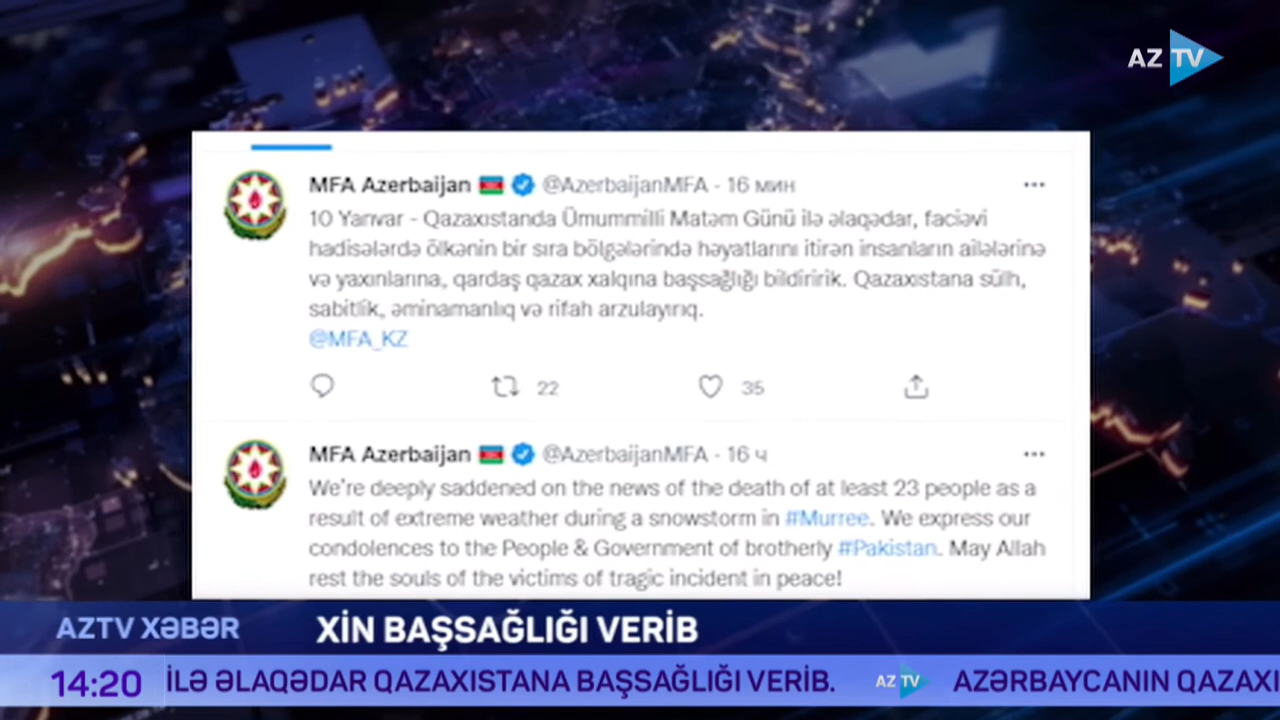 AZ TV
MFA Azerbaijan @AzerbaijanMFA - 16 мин
10 Yanvar - Qazaxıstanda Ümummilli Matəm Günü ilə əlaqədar, faciəvi
hadisələrdə ölkənin bir sıra bölgələrində həyatlarını itirən insanların ailələrinə
və yaxınlarına, qardaş qazax xalqına başsağlığı bildiririk. Qazaxıstana sülh,
sabitlik, əminamanlıq və rifah arzulayırıq.
@MFA_KZ
22 35
MFA Azerbaijan @AzerbaijanMFA - 16 ч
We're deeply saddened on the news of the death of at least 23 people as a
result of extreme weather during a snowstorm in #Murree. We express our
condolences to the People & Government of brotherly #Pakistan. May Allah
rest the souls of the victims of tragic incident in peace!
AZTV XƏBƏR XİN BAŞSAĞLIĞI VERİB
14:20 İLƏ ƏLAQƏDAR QAZAXISTANA BAŞSAĞLIĞI VERİB. AZ TV AZƏRBAYCANIN QAZAXI